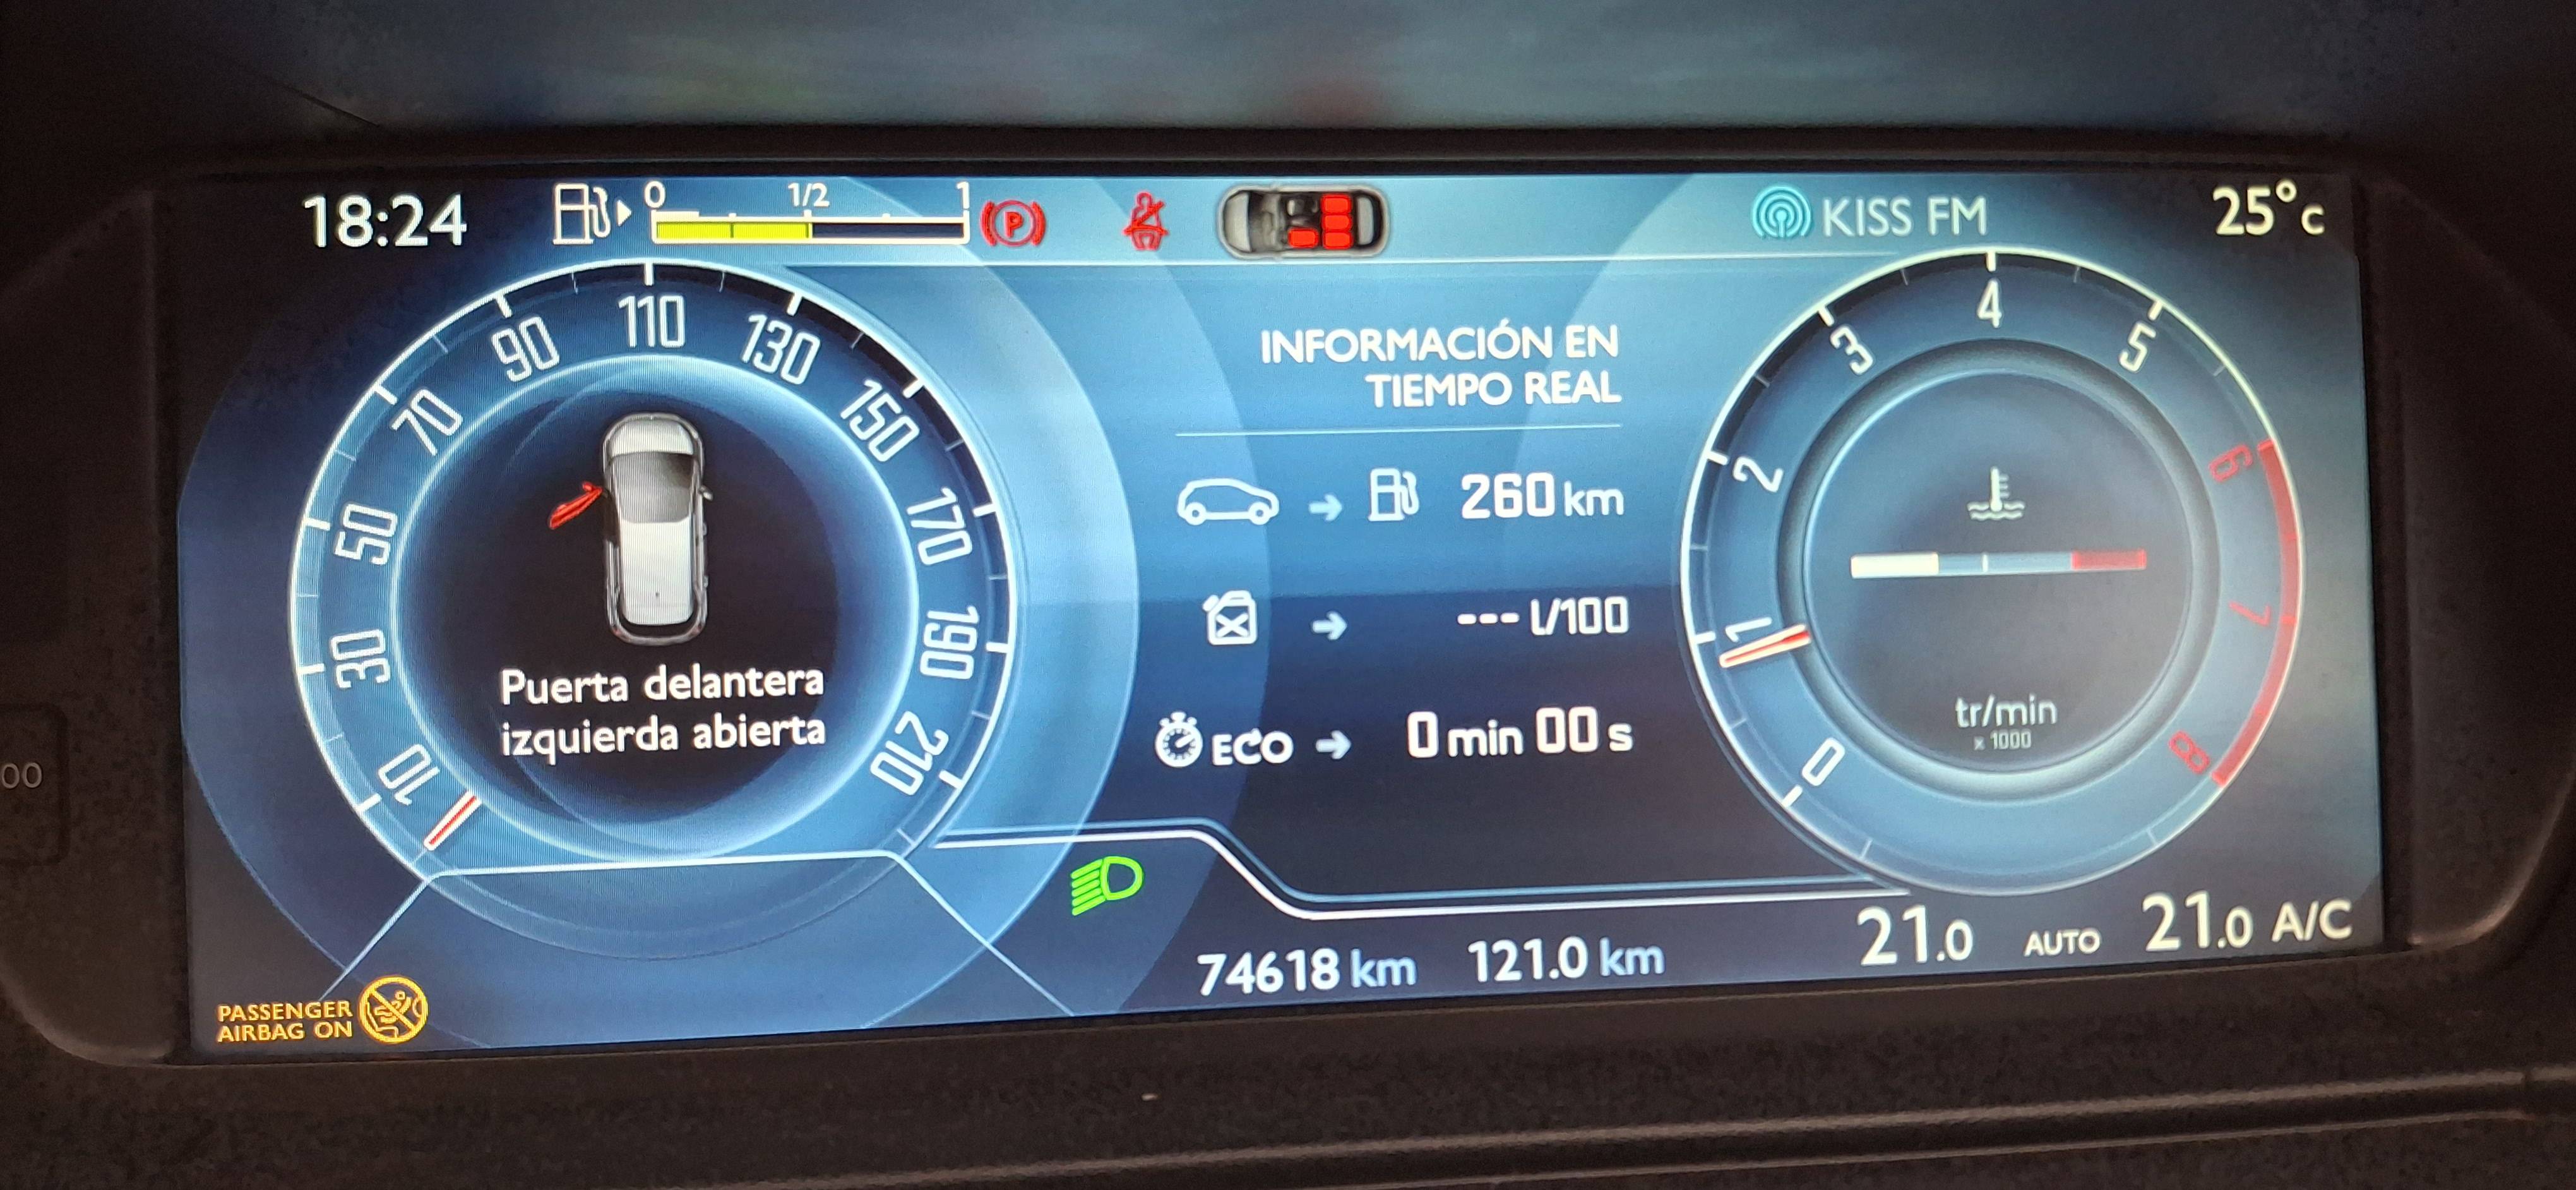 18:24
0 1/2 1
P
KISS FM
25°c
10 30 50 70 90 110 130 150 170 190 210
Puerta delantera
izquierda abierta
INFORMACIÓN EN
TIEMPO REAL
260 km
--- l/100
ECO 0 min 00 s
0 1 2 3 4 5 6 7 8
tr/min
x 1000
74618 km 121.0 km
21.0 AUTO 21.0 A/C
PASSENGER
AIRBAG ON
00